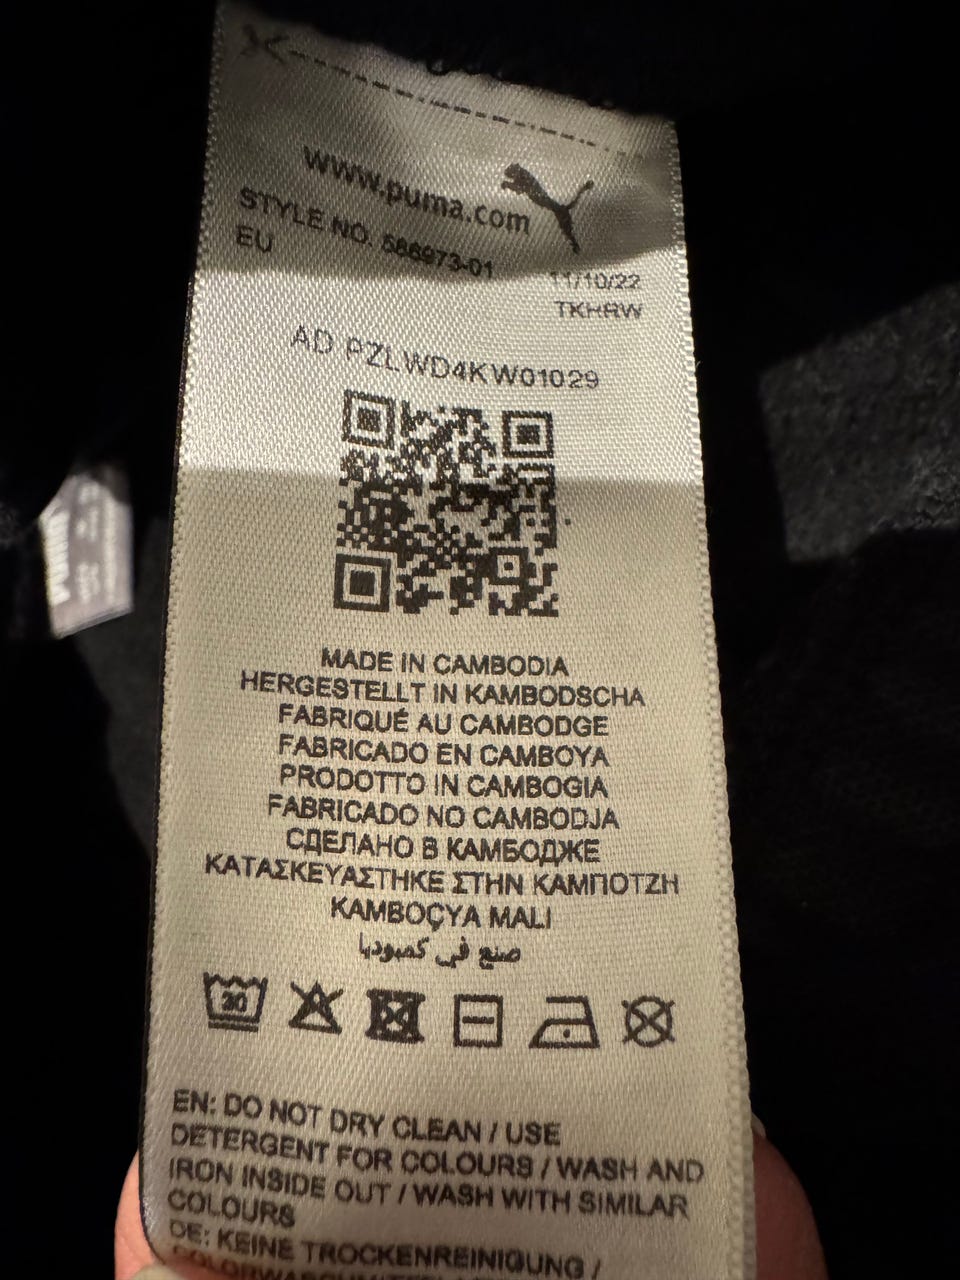 www.puma.com
STYLE NO. 586973-01
EU
11/10/22
TKHRW
AD PZLWD4KW01029
MADE IN CAMBODIA
HERGESTELLT IN KAMBODSCHA
FABRIQUÉ AU CAMBODGE
FABRICADO EN CAMBOYA
PRODOTTO IN CAMBOGIA
FABRICADO NO CAMBODJA
СДЕЛАНО В КАМБОДЖЕ
ΚΑΤΑΣΚΕΥΑΣΤΗΚΕ ΣΤΗΝ ΚΑΜΠΟΤΖΗ
KAMBOÇYA MALI
صنع في كمبوديا
30
EN: DO NOT DRY CLEAN / USE
DETERGENT FOR COLOURS / WASH AND
IRON INSIDE OUT / WASH WITH SIMILAR
COLOURS
DE: KEINE TROCKENREINIGUNG /